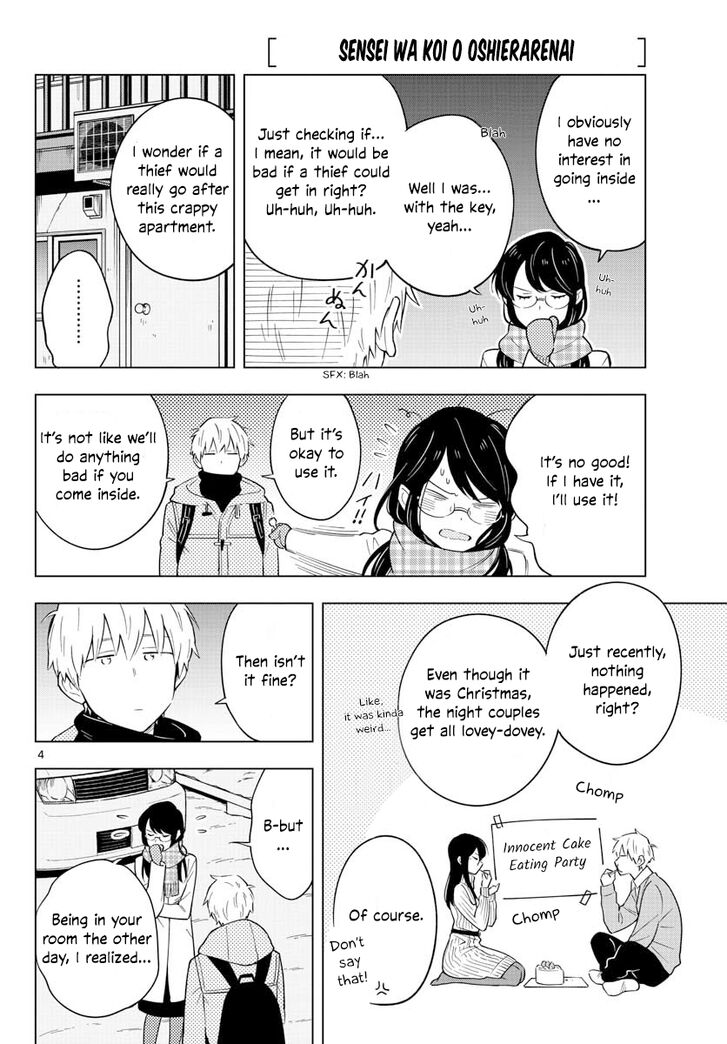 SENSEI WA KOI O OSHIERARENAI
I obviously
have no
interest in
going inside
...
Blah
Well I was...
with the key,
yeah...
Just checking if...
I mean, it would be
bad if a thief could
get in right?
Uh-huh, Uh-huh.
Uh-
huh
Uh-
huh
かん
ぬん
SFX: Blah
I wonder if a
thief would
really go after
this crappy
apartment.
.........
It's no good!
If I have it,
I'll use it!
But it's
okay to
use it.
It's not like we'll
do anything
bad if you
come inside.
Just recently,
nothing
happened,
right?
Even though it
was Christmas,
the night couples
get all lovey-dovey.
Like,
it was kinda
weird...
Chomp
Innocent Cake
Eating Party
Chomp
Of course.
Don't
say
that!
Then isn't
it fine?
4
B-but
...
Being in your
room the other
day, I realized...